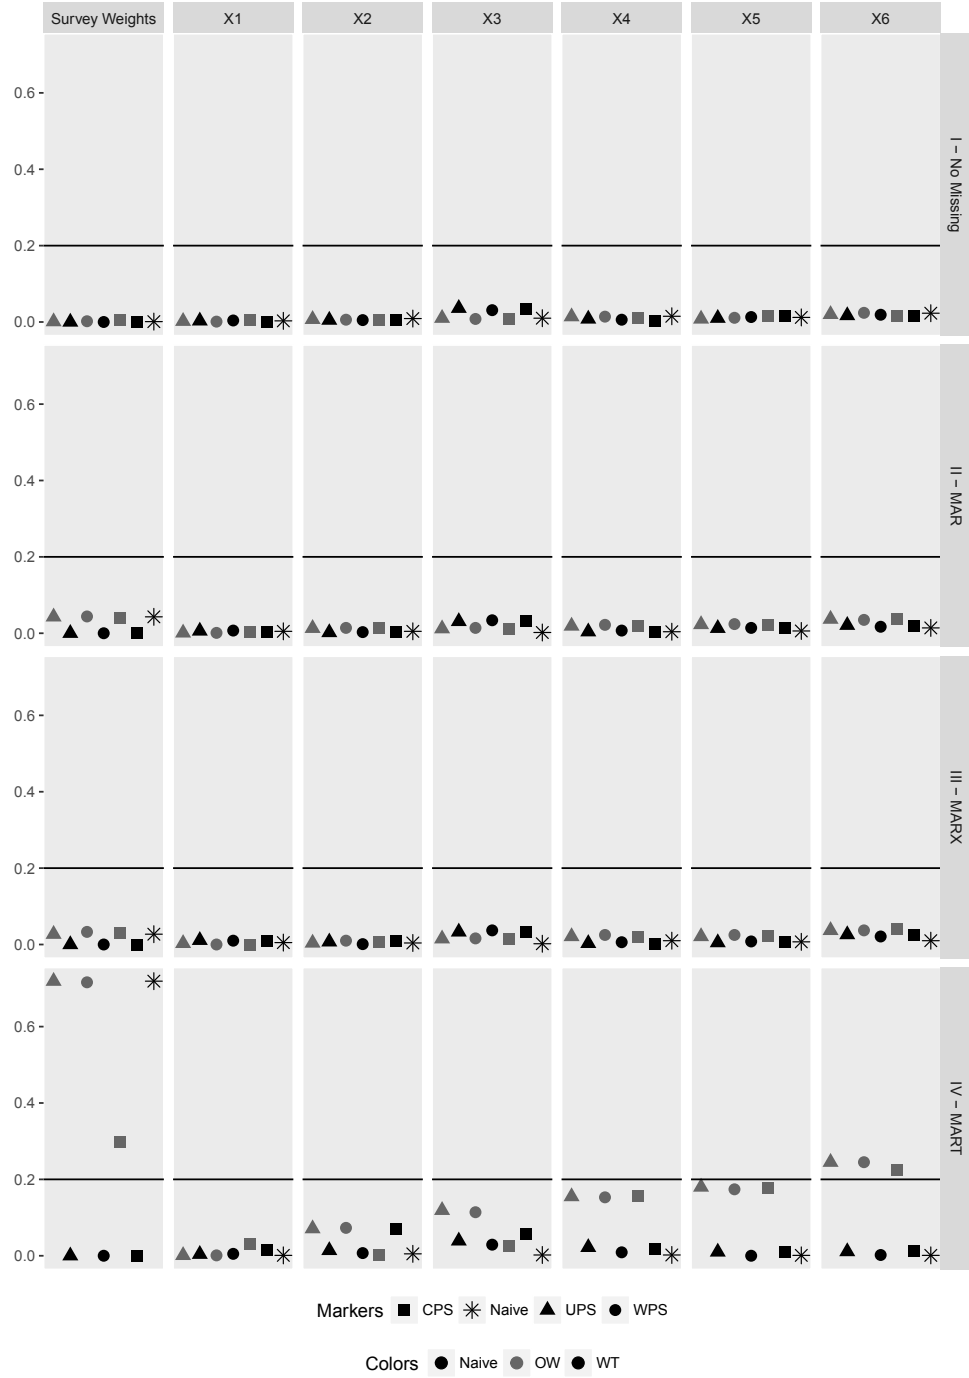 Survey Weights X1 X2 X3 X4 X5 X6
0.6
0.4
0.2
0.0
I − No Missing
0.6
0.4
0.2
0.0
II − MAR
0.6
0.4
0.2
0.0
III − MARX
0.6
0.4
0.2
0.0
IV − MART
Markers CPS Naive UPS WPS
Colors Naive OW WT